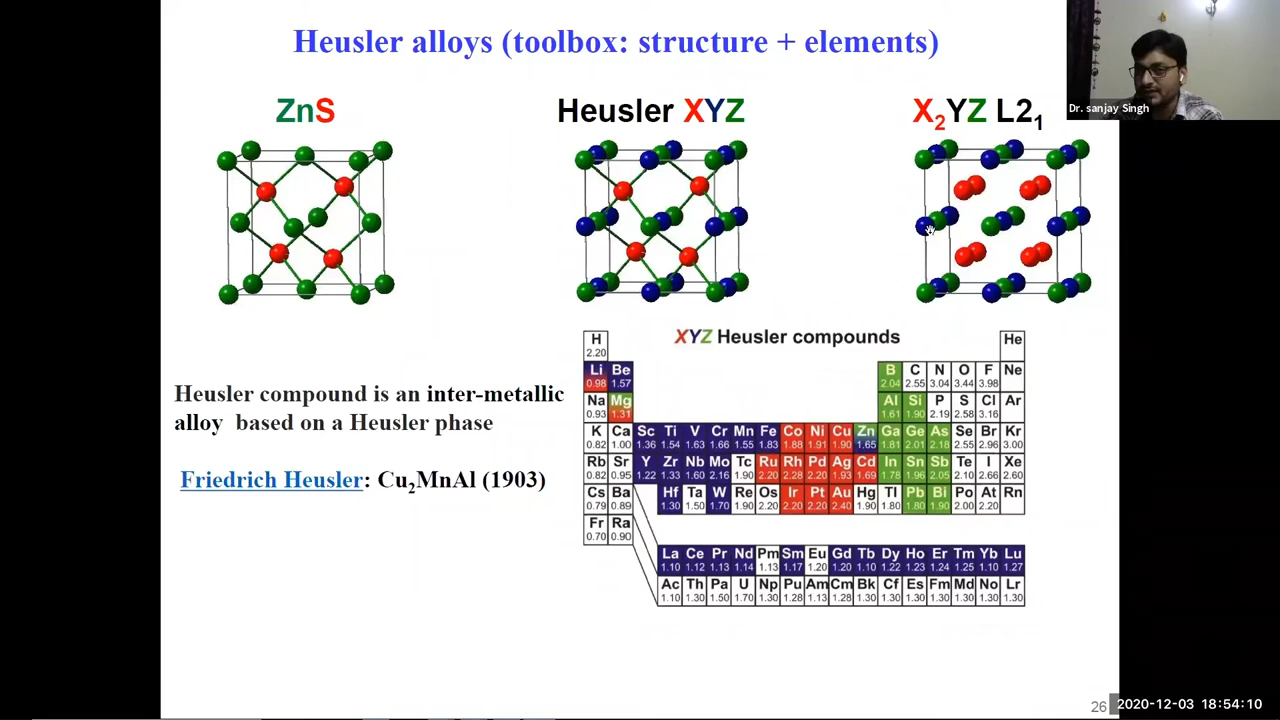 Heusler alloys (toolbox: structure + elements)
Dr. sanjay Singh
ZnS
Heusler XYZ
X₂YZ L2₁
Heusler compound is an inter-metallic
alloy based on a Heusler phase
Friedrich Heusler: Cu₂MnAl (1903)
XYZ Heusler compounds
H He
2.20
Li Be B C N O F Ne
0.98 1.57 2.04 2.55 3.04 3.44 3.98
Na Mg Al Si P S Cl Ar
0.93 1.31 1.61 1.90 2.19 2.58 3.16
K Ca Sc Ti V Cr Mn Fe Co Ni Cu Zn Ga Ge As Se Br Kr
0.82 1.00 1.36 1.54 1.63 1.66 1.55 1.83 1.88 1.91 1.90 1.65 1.81 2.01 2.18 2.55 2.96 3.00
Rb Sr Y Zr Nb Mo Tc Ru Rh Pd Ag Cd In Sn Sb Te I Xe
0.82 0.95 1.22 1.33 1.60 2.16 1.90 2.20 2.28 2.20 1.93 1.69 1.78 1.96 2.05 2.10 2.66 2.60
Cs Ba Hf Ta W Re Os Ir Pt Au Hg Tl Pb Bi Po At Rn
0.79 0.89 1.30 1.50 1.70 1.90 2.20 2.20 2.20 2.40 1.90 1.80 1.80 1.90 2.00 2.20
Fr Ra
0.70 0.90
La Ce Pr Nd Pm Sm Eu Gd Tb Dy Ho Er Tm Yb Lu
1.10 1.12 1.13 1.14 1.13 1.17 1.20 1.20 1.10 1.22 1.23 1.24 1.25 1.10 1.27
Ac Th Pa U Np Pu Am Cm Bk Cf Es Fm Md No Lr
1.10 1.30 1.50 1.70 1.30 1.28 1.13 1.28 1.30 1.30 1.30 1.30 1.30 1.30 1.30
26
2020-12-03 18:54:10